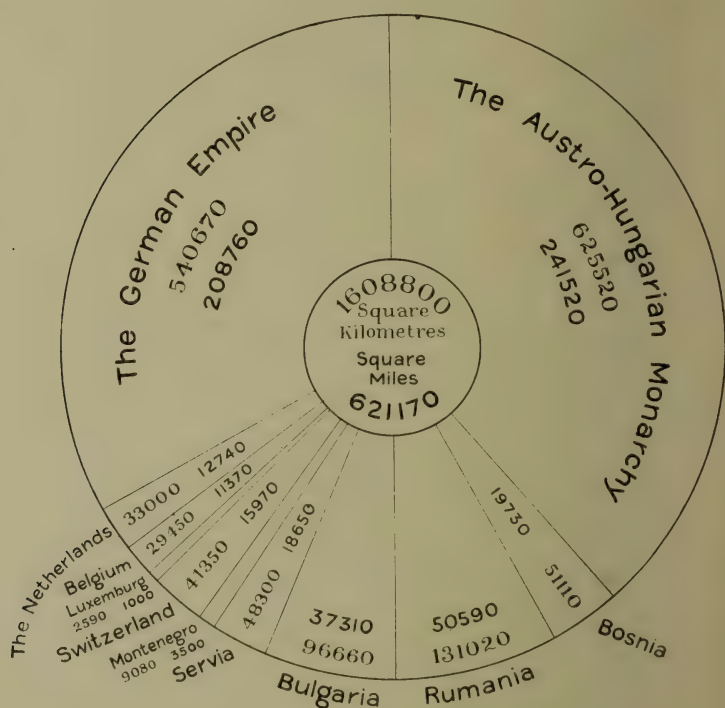 The German Empire
540670
208760
The Austro-Hungarian Monarchy
625520
241520
1608800
Square
Kilometres
Square
Miles
621170
33000 12740
The Netherlands
29450 11370
Belgium
Luxemburg
2590 1000
41350 15970
Switzerland
Montenegro
9080 3500
48300 18650
Servia
37310
96660
Bulgaria
50590
131020
Rumania
19730
51110
Bosnia